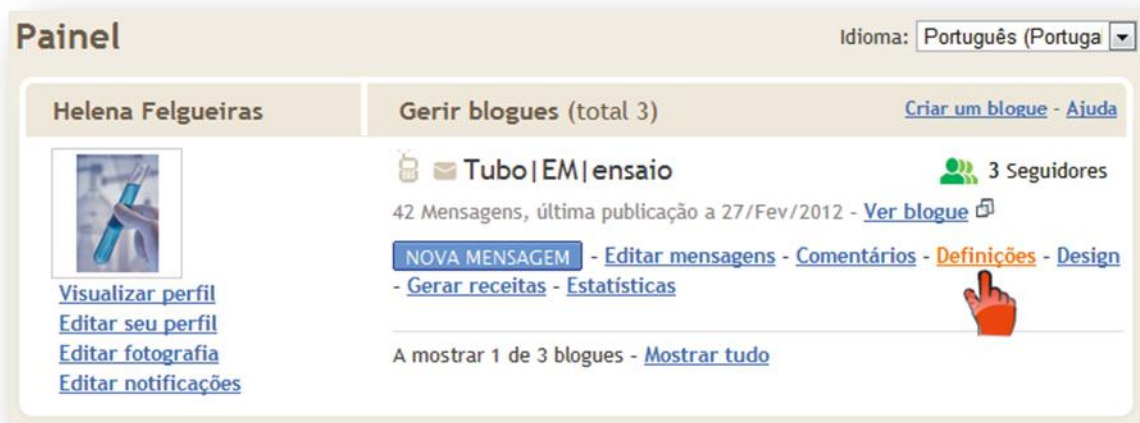 Painel
Idioma: Português (Portuga
Helena Felgueiras
Gerir blogues (total 3)
Criar um blogue - Ajuda
Tubo|EM|ensaio
3 Seguidores
42 Mensagens, última publicação a 27/Fev/2012 - Ver blogue
NOVA MENSAGEM - Editar mensagens - Comentários - Definições - Design
- Gerar receitas - Estatísticas
Visualizar perfil
Editar seu perfil
Editar fotografia
Editar notificações
A mostrar 1 de 3 blogues - Mostrar tudo